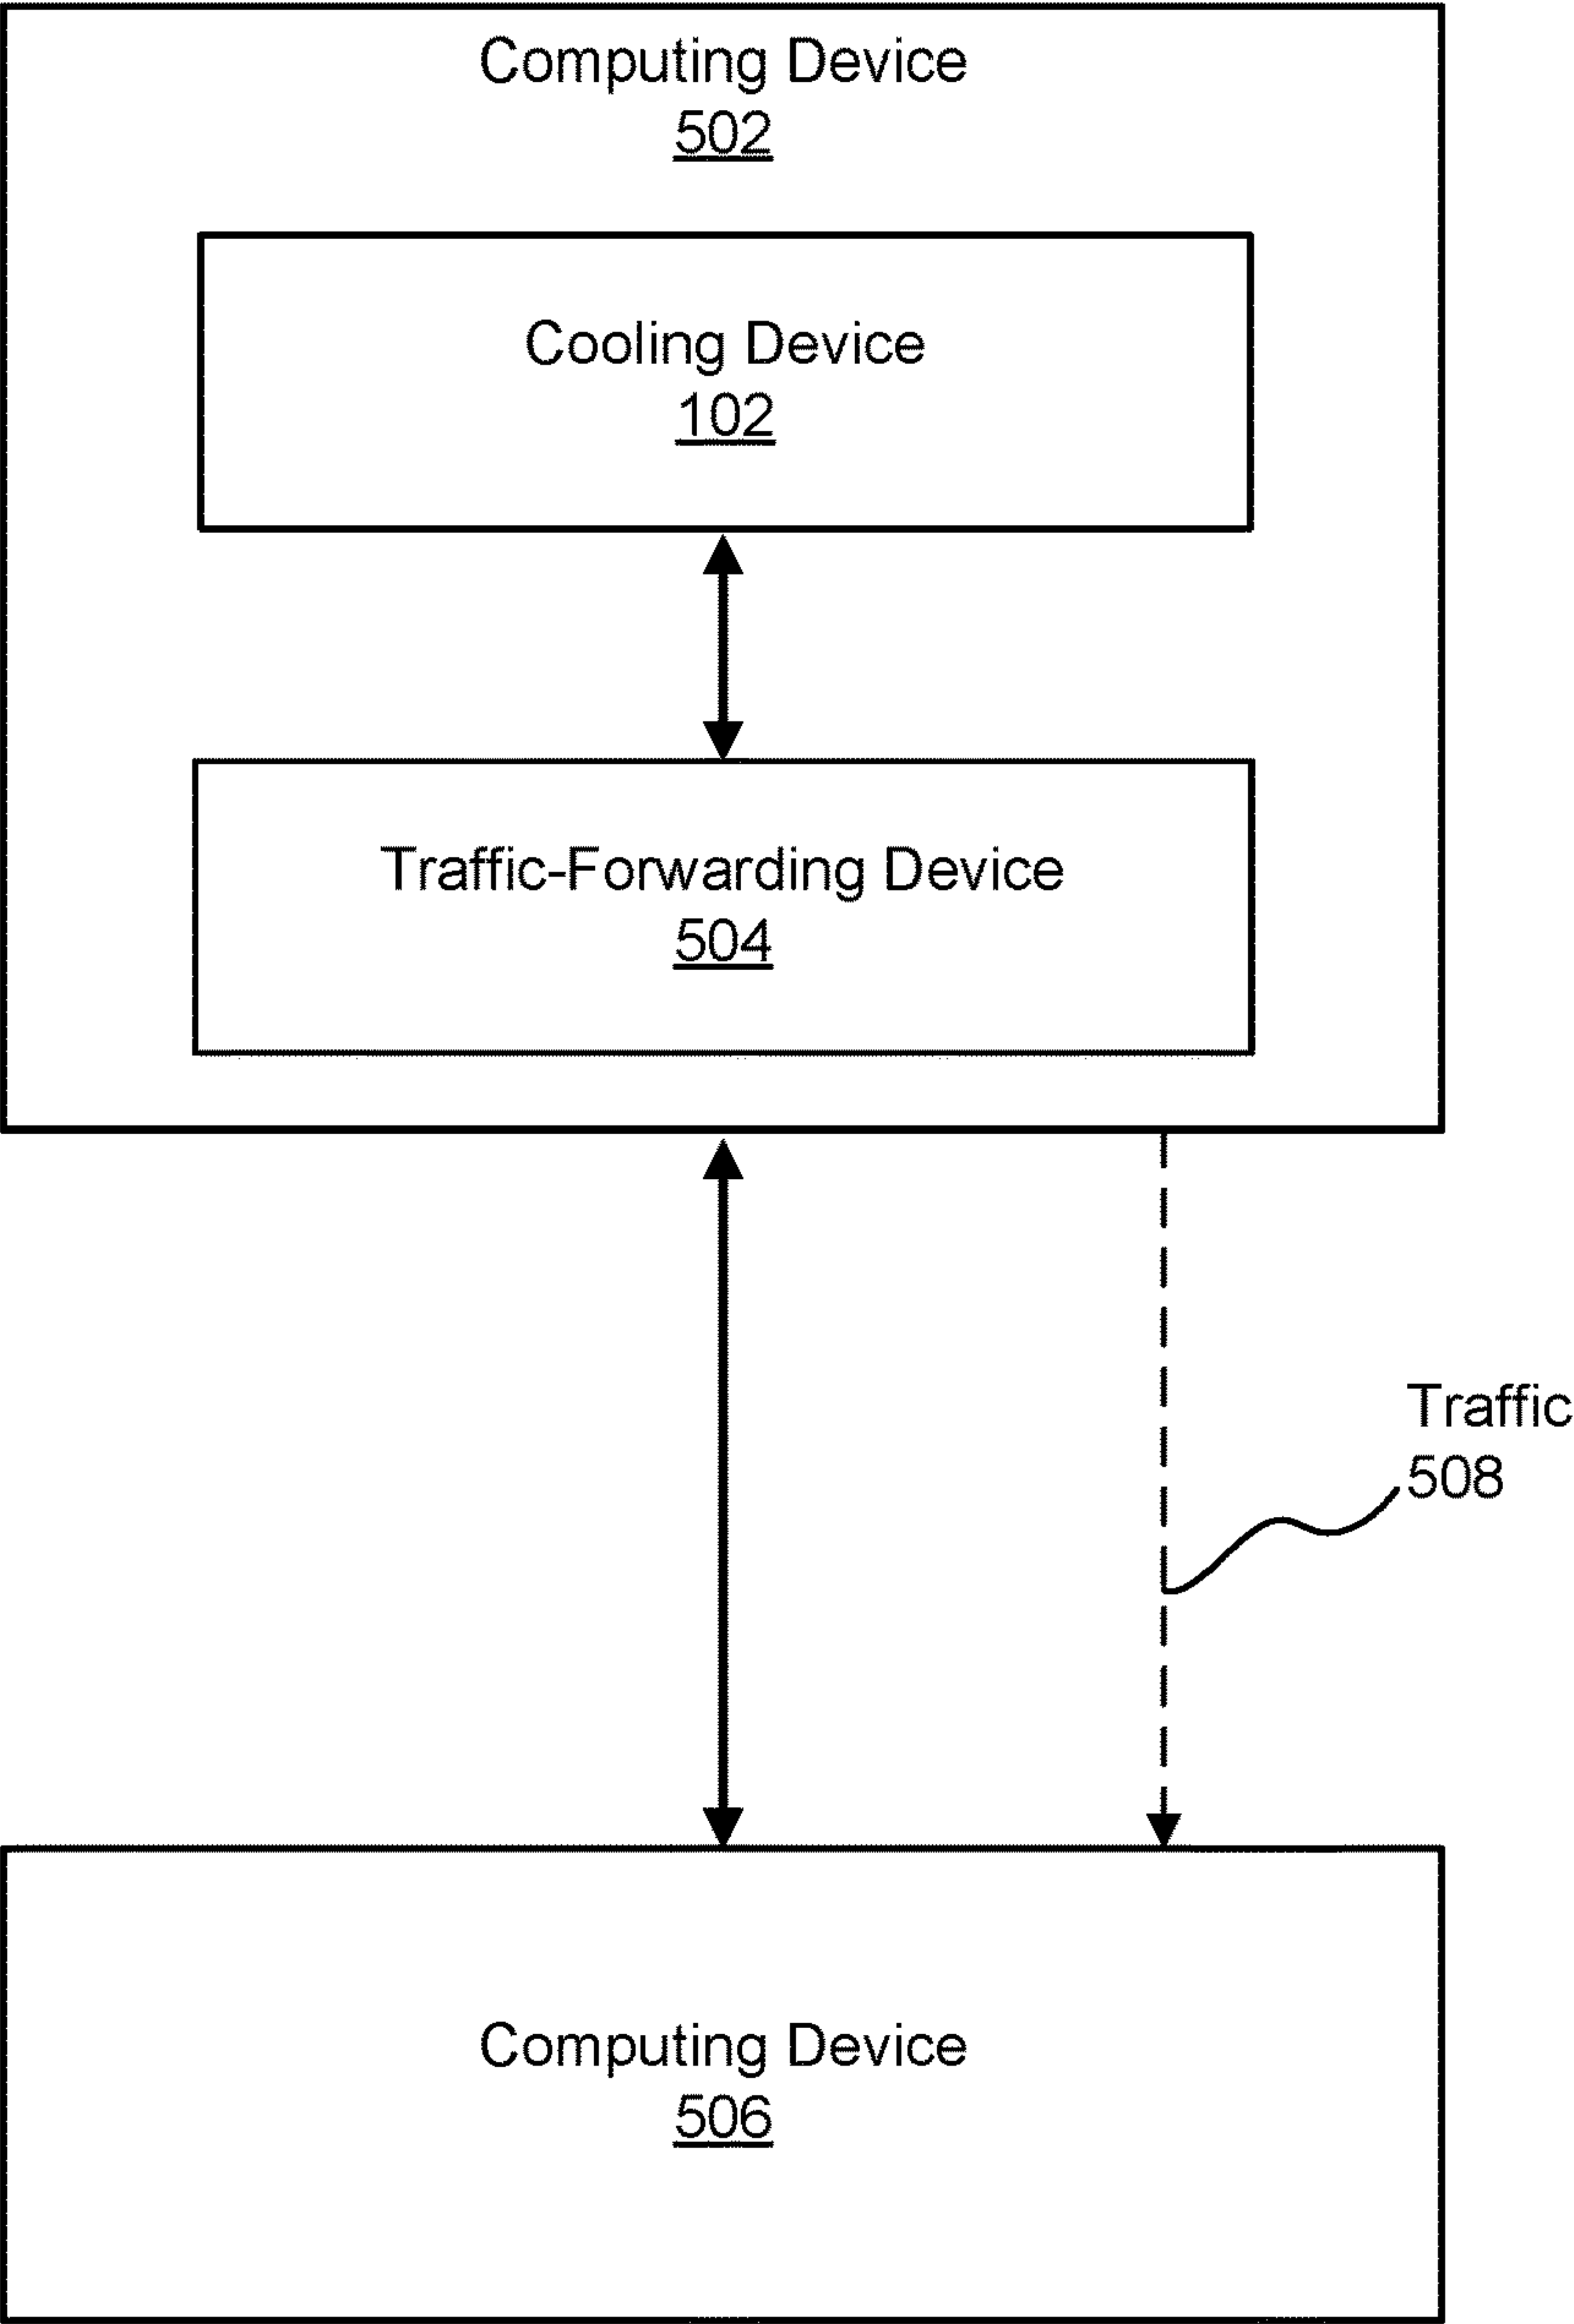 Computing Device
502
Cooling Device
102
Traffic-Forwarding Device
504
Traffic
508
Computing Device
506